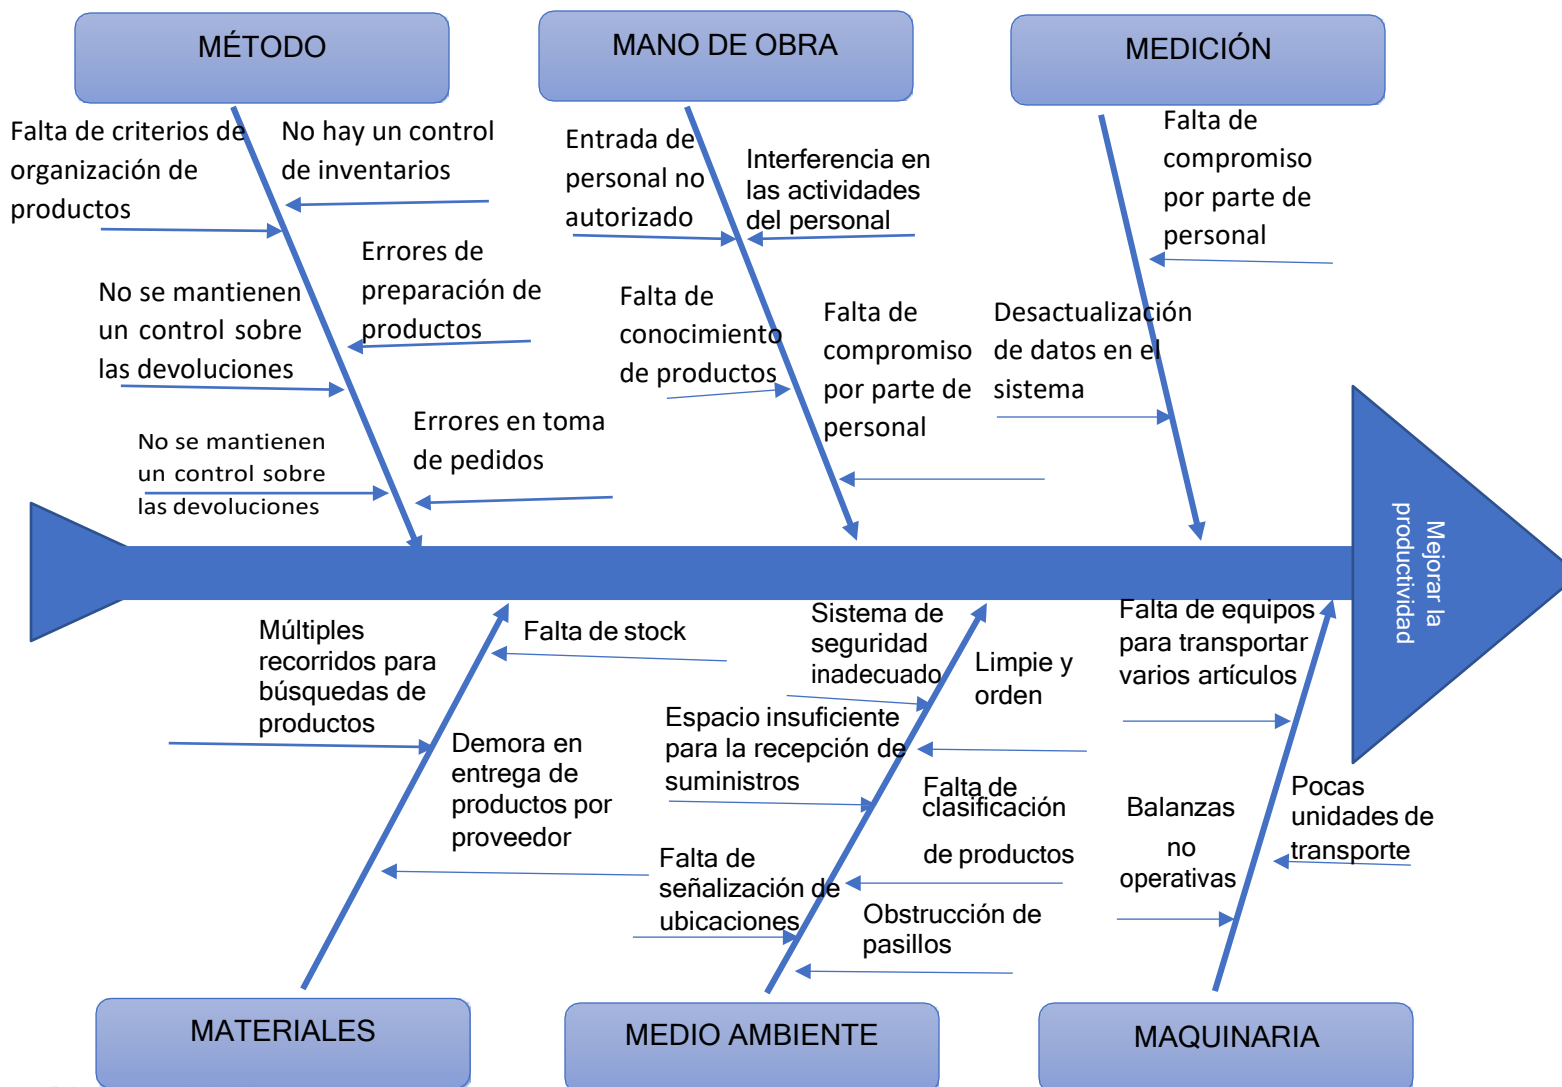 MÉTODO
MANO DE OBRA
MEDICIÓN
Falta de criterios de
organización de
productos
No hay un control
de inventarios
Errores de
preparación de
productos
No se mantienen
un control sobre
las devoluciones
Errores en toma
de pedidos
No se mantienen
un control sobre
las devoluciones
Entrada de
personal no
autorizado
Interferencia en
las actividades
del personal
Falta de
conocimiento
de productos
Falta de
compromiso
por parte de
personal
Falta de
compromiso
por parte de
personal
Desactualización
de datos en el
sistema
Mejorar la
productividad
Múltiples
recorridos para
búsquedas de
productos
Falta de stock
Demora en
entrega de
productos por
proveedor
Sistema de
seguridad
inadecuado
Limpie y
orden
Espacio insuficiente
para la recepción de
suministros
Falta de
clasificación
de productos
Falta de
señalización de
ubicaciones
Obstrucción de
pasillos
Falta de equipos
para transportar
varios artículos
Pocas
unidades de
transporte
Balanzas
no
operativas
MATERIALES
MEDIO AMBIENTE
MAQUINARIA